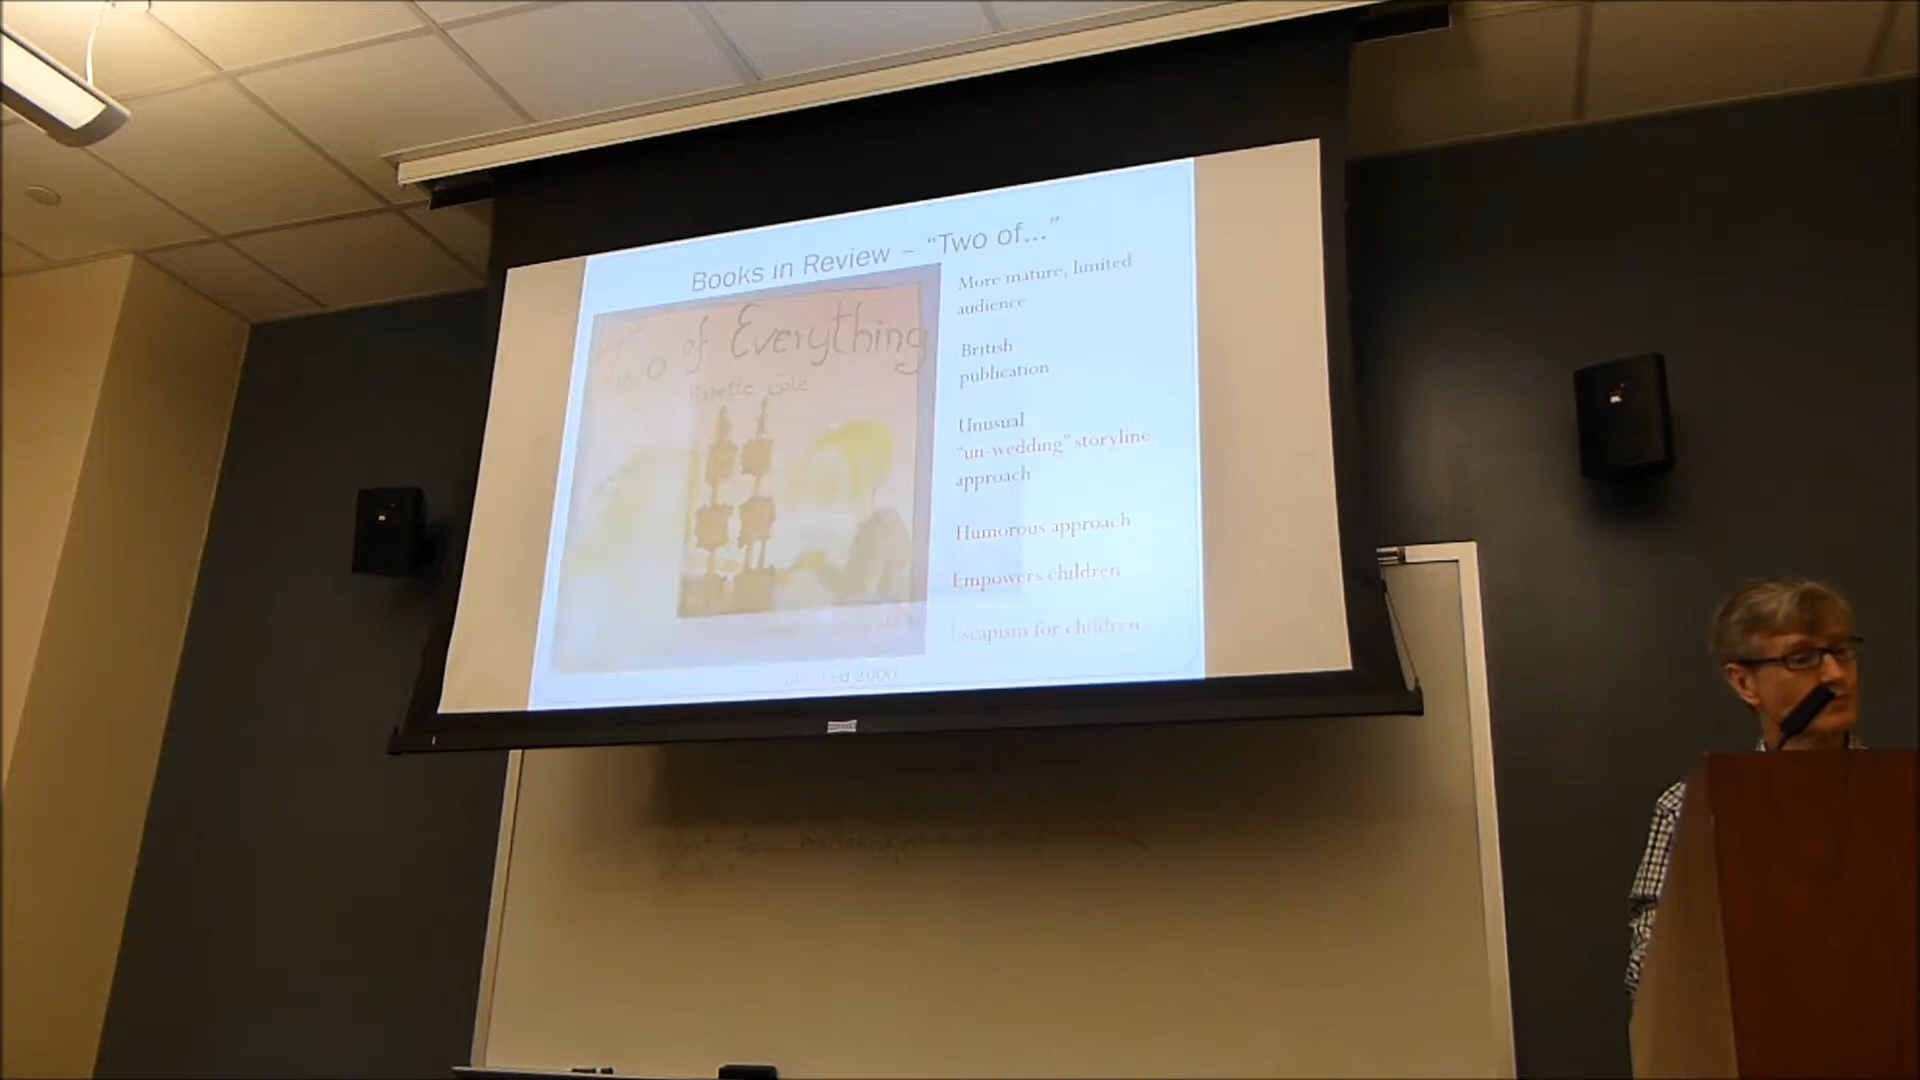 Books in Review – “Two of...”
Two of Everything
Babette Cole
More mature, limited
audience
British
publication
Unusual
“un-wedding” storyline
approach
Humorous approach
Empowers children
Escapism for children
2000